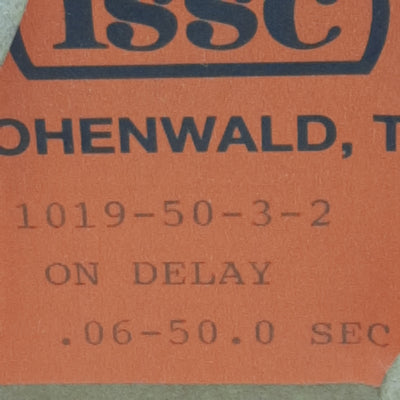 ISSC
OHENWALD, T
1019-50-3-2
ON DELAY
.06-50.0 SEC